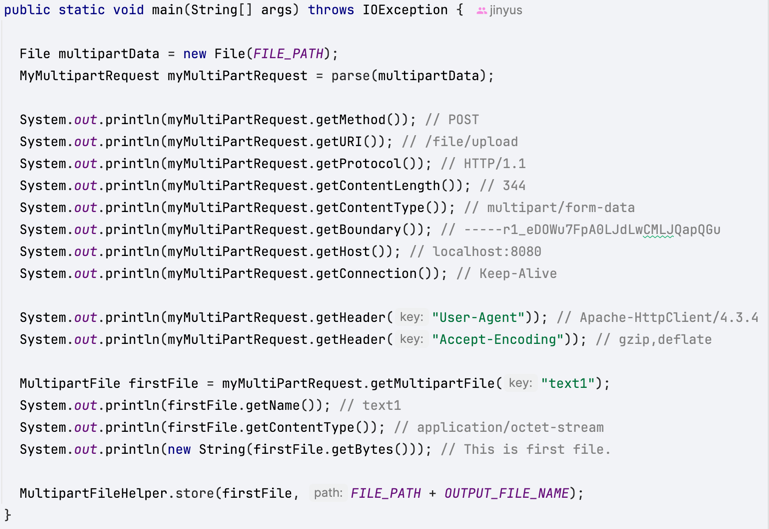 public static void main(String[] args) throws IOException { jinyus
File multipartData = new File(FILE_PATH);
MyMultipartRequest myMultiPartRequest = parse(multipartData);
System.out.println(myMultiPartRequest.getMethod()); // POST
System.out.println(myMultiPartRequest.getURI()); // /file/upload
System.out.println(myMultiPartRequest.getProtocol()); // HTTP/1.1
System.out.println(myMultiPartRequest.getContentLength()); // 344
System.out.println(myMultiPartRequest.getContentType()); // multipart/form-data
System.out.println(myMultiPartRequest.getBoundary()); // -----r1_eDOWu7FpA0LJdLwCMLJQapQGu
System.out.println(myMultiPartRequest.getHost()); // localhost:8080
System.out.println(myMultiPartRequest.getConnection()); // Keep-Alive
System.out.println(myMultiPartRequest.getHeader( key: "User-Agent")); // Apache-HttpClient/4.3.4
System.out.println(myMultiPartRequest.getHeader( key: "Accept-Encoding")); // gzip,deflate
MultipartFile firstFile = myMultiPartRequest.getMultipartFile( key: "text1");
System.out.println(firstFile.getName()); // text1
System.out.println(firstFile.getContentType()); // application/octet-stream
System.out.println(new String(firstFile.getBytes())); // This is first file.
MultipartFileHelper.store(firstFile, path: FILE_PATH + OUTPUT_FILE_NAME);
}